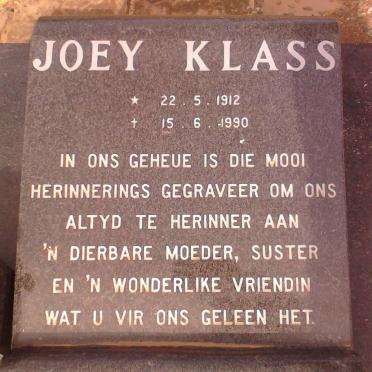 JOEY KLASS
★ 22.5.1912
† 15.6.1990
IN ONS GEHEUE IS DIE MOOI
HERINNERINGS GEGRAVEER OM ONS
ALTYD TE HERINNER AAN
'N DIERBARE MOEDER, SUSTER
EN 'N WONDERLIKE VRIENDIN
WAT U VIR ONS GELEEN HET.